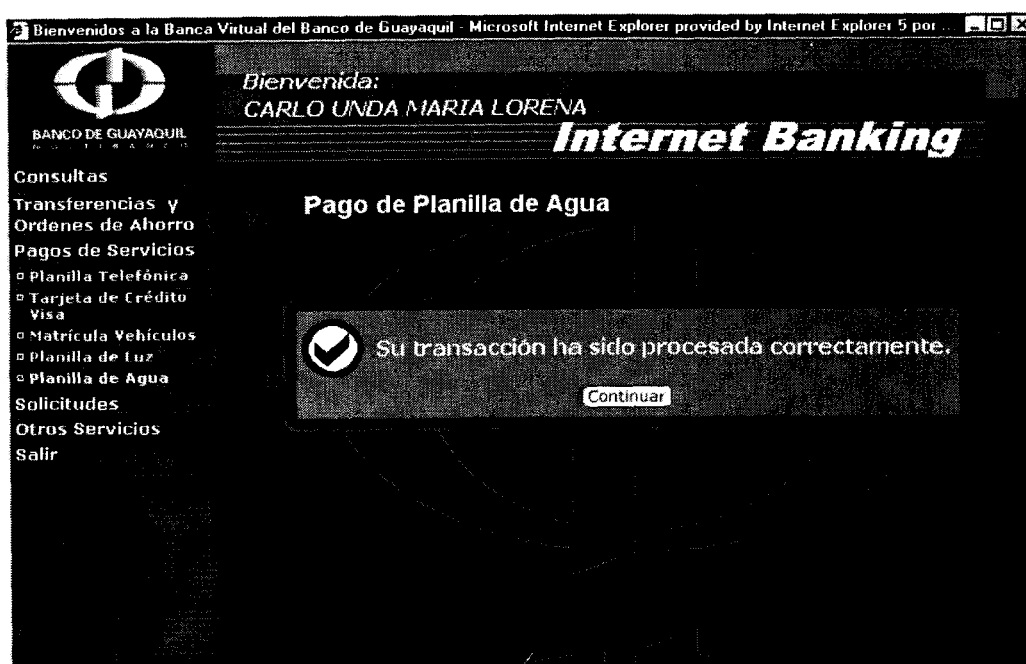 Bienvenidos a la Banca Virtual del Banco de Guayaquil - Microsoft Internet Explorer provided by Internet Explorer 5 por ...
BANCO DE GUAYAQUIL
Bienvenida:
CARLO UNDA MARIA LORENA
Internet Banking
Consultas
Transferencias y
Ordenes de Ahorro
Pagos de Servicios
Planilla Telefónica
Tarjeta de Crédito
Visa
Matrícula Vehículos
Planilla de Luz
Planilla de Agua
Solicitudes
Otros Servicios
Salir
Pago de Planilla de Agua
Su transacción ha sido procesada correctamente.
Continuar